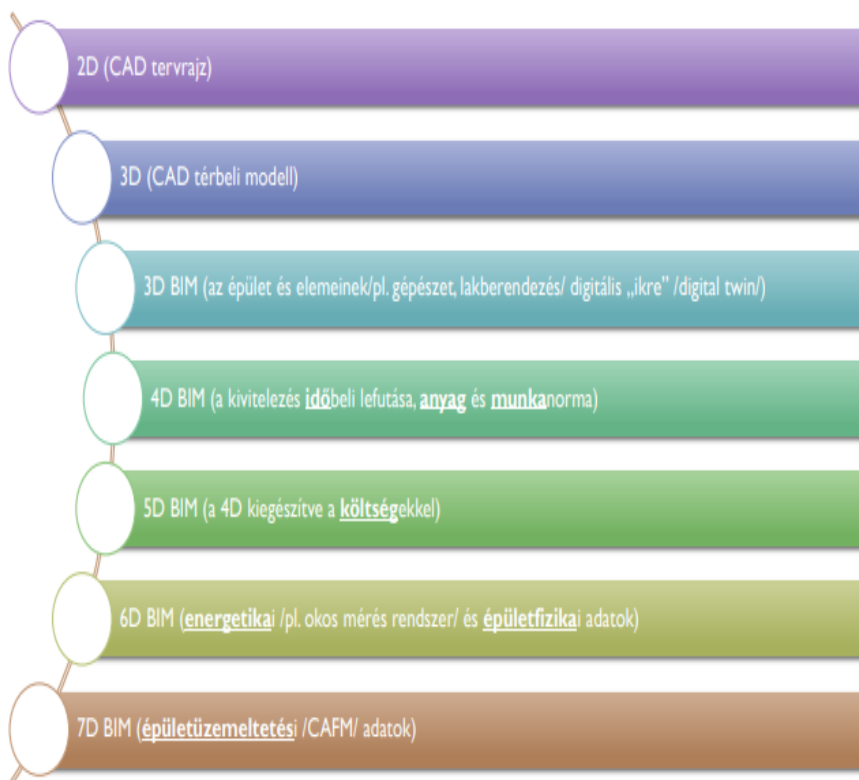 2D (CAD tervrajz)
3D (CAD térbeli modell)
3D BIM (az épület és elemeinek/pl. gépészet, lakberendezés/ digitális „ikre” /digital twin/)
4D BIM (a kivitelezés időbeli lefutása, anyag és munkanorma)
5D BIM (a 4D kiegészítve a költségekkel)
6D BIM (energetikai /pl. okos mérés rendszer/ és épületfizikai adatok)
7D BIM (épületüzemeltetési /CAFM/ adatok)